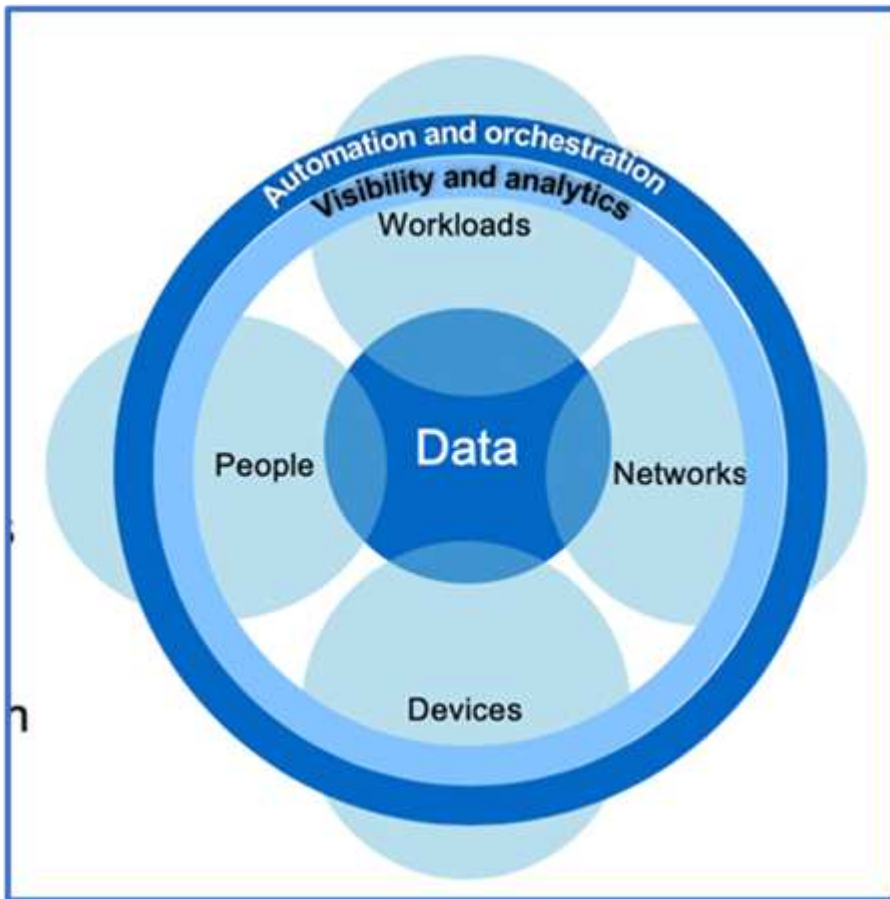 Automation and orchestration
Visibility and analytics
Workloads
Data
People
Networks
Devices
n